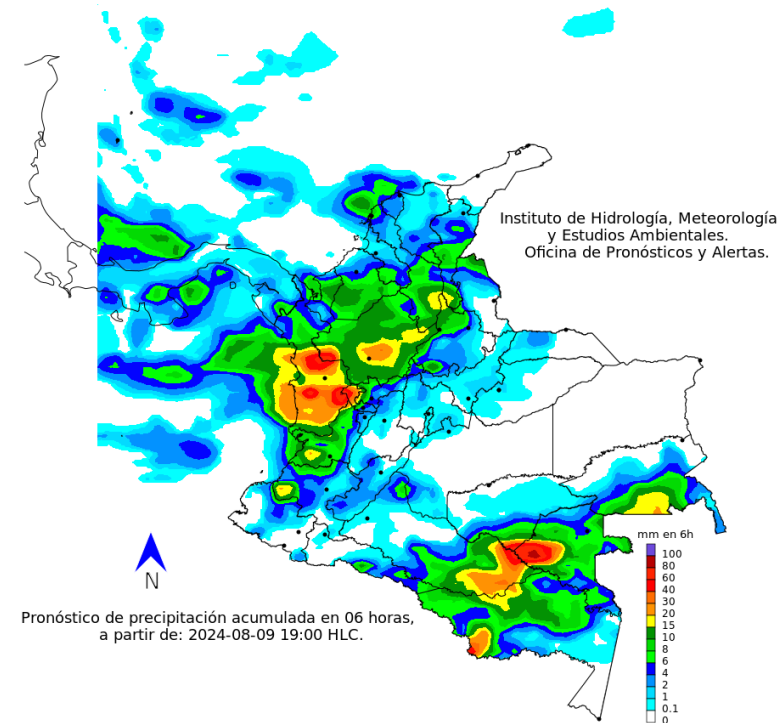 Instituto de Hidrología, Meteorología
y Estudios Ambientales.
Oficina de Pronósticos y Alertas.
mm en 6h
100
80
60
40
30
20
15
10
8
6
4
2
1
0.1
0
N
Pronóstico de precipitación acumulada en 06 horas,
a partir de: 2024-08-09 19:00 HLC.